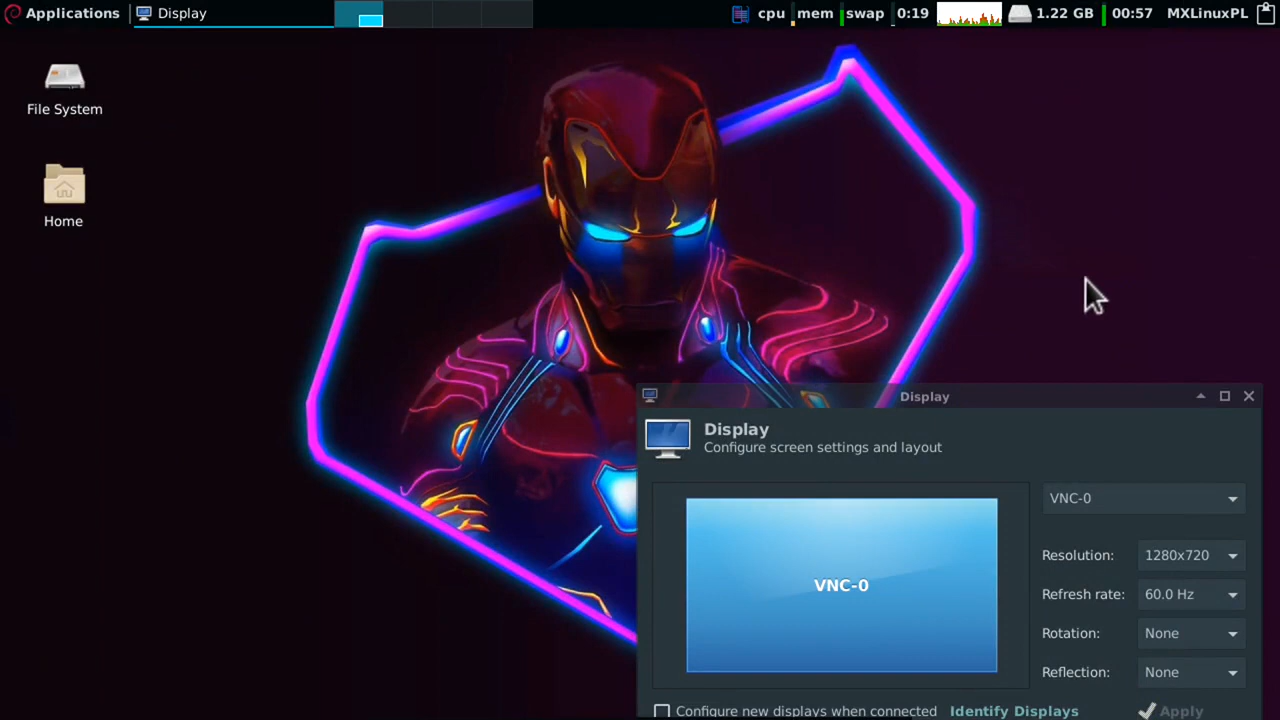 Applications Display cpu mem swap 0:19 1.22 GB 00:57 MXLinuxPL
File System
Home
Display
Display
Configure screen settings and layout
VNC-0
VNC-0
Resolution: 1280x720
Refresh rate: 60.0 Hz
Rotation: None
Reflection: None
Configure new displays when connected Identify Displays Apply